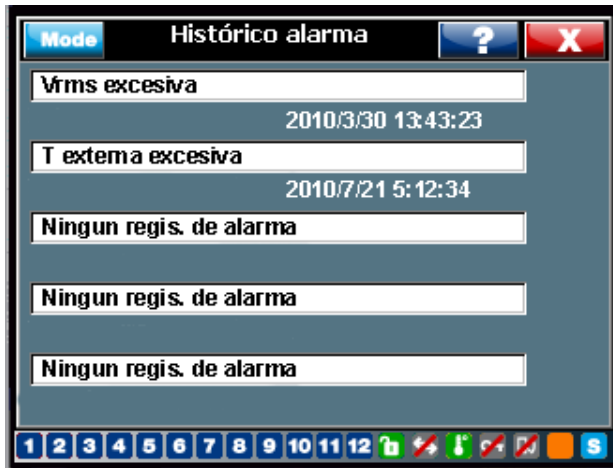 Mode Histórico alarma ? X
Vrms excesiva
2010/3/30 13:43:23
T externa excesiva
2010/7/21 5:12:34
Ningun regis. de alarma
Ningun regis. de alarma
Ningun regis. de alarma
1 2 3 4 5 6 7 8 9 10 11 12 S